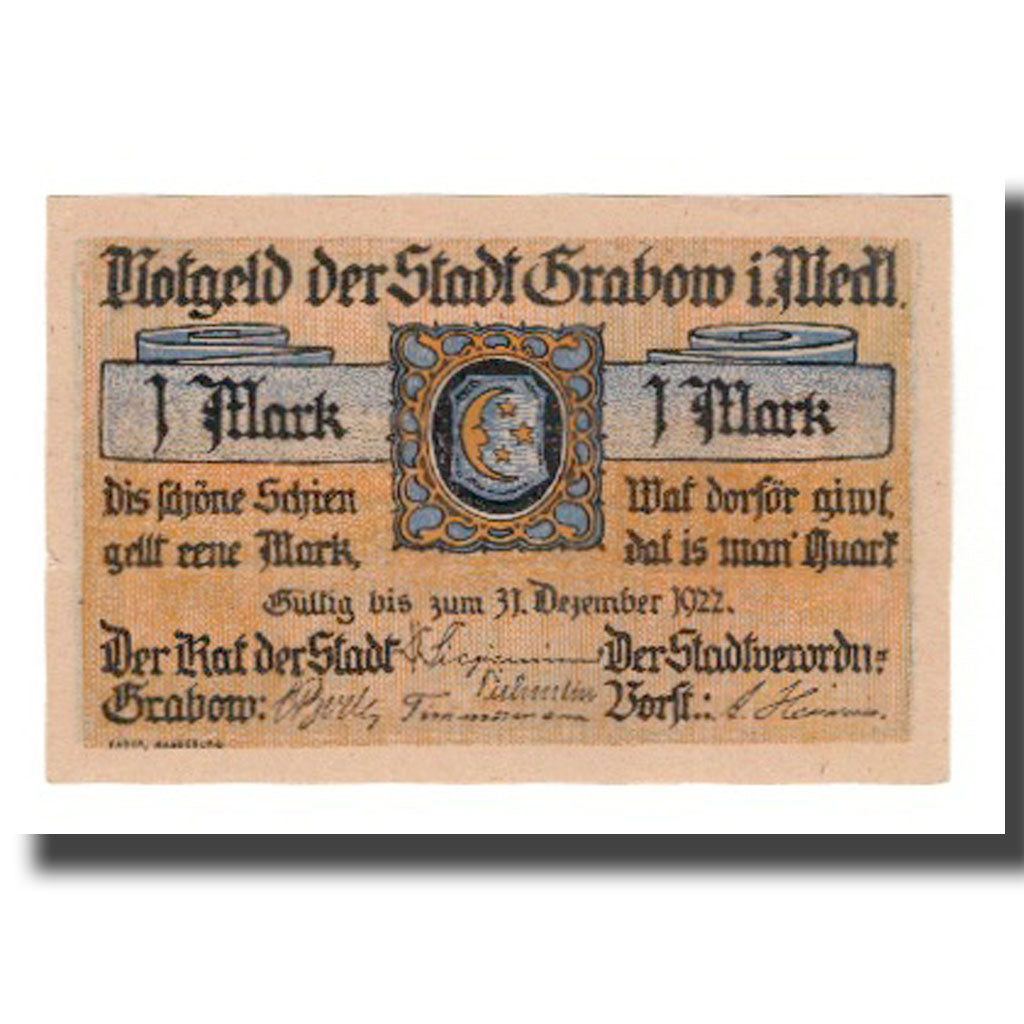 Notgeld der Stadt Grabow i. Meckl.
1 Mark 1 Mark
Dis schöne Schien
gellt eene Mark,
Wat dorför giwt,
dat is man' Quark
Gültig bis zum 31. Dezember 1922.
Der Rat der Stadt
Grabow: Timmermann
Der Stadtverordn:
Vorst.: